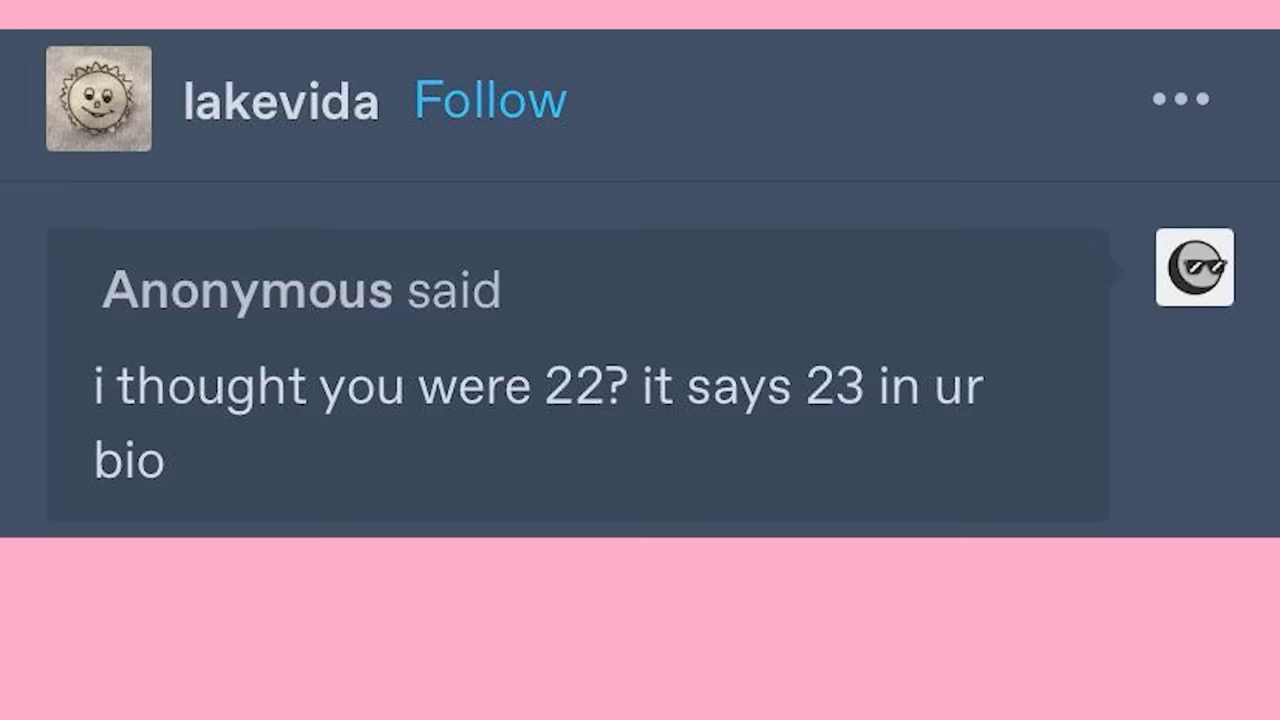 lakevida Follow
Anonymous said
i thought you were 22? it says 23 in ur
bio